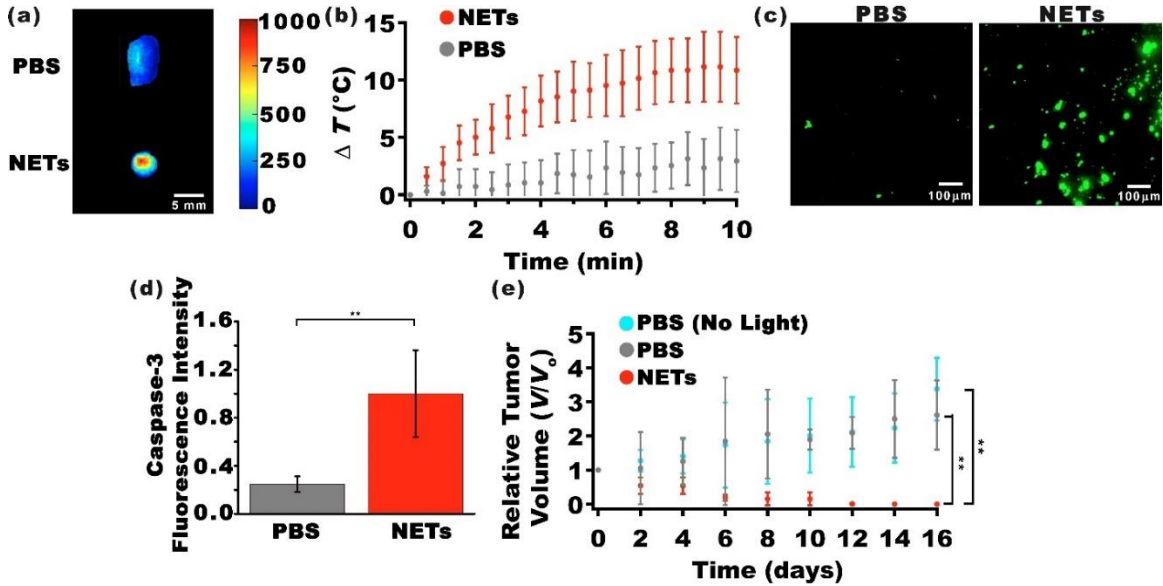 (a)
PBS
NETs
5 mm
1000
750
500
250
0
(b)
NETs
PBS
Δ T (°C)
15
10
5
0
0 2 4 6 8 10
Time (min)
(c)
PBS NETs
100μm 100μm
(d)
Caspase-3
Fluorescence Intensity
1.6
1.2
0.8
0.4
0.0
**
PBS NETs
(e)
PBS (No Light)
PBS
NETs
Relative Tumor
Volume (V/Vo)
5
4
3
2
1
0
0 2 4 6 8 10 12 14 16
Time (days)
**
**